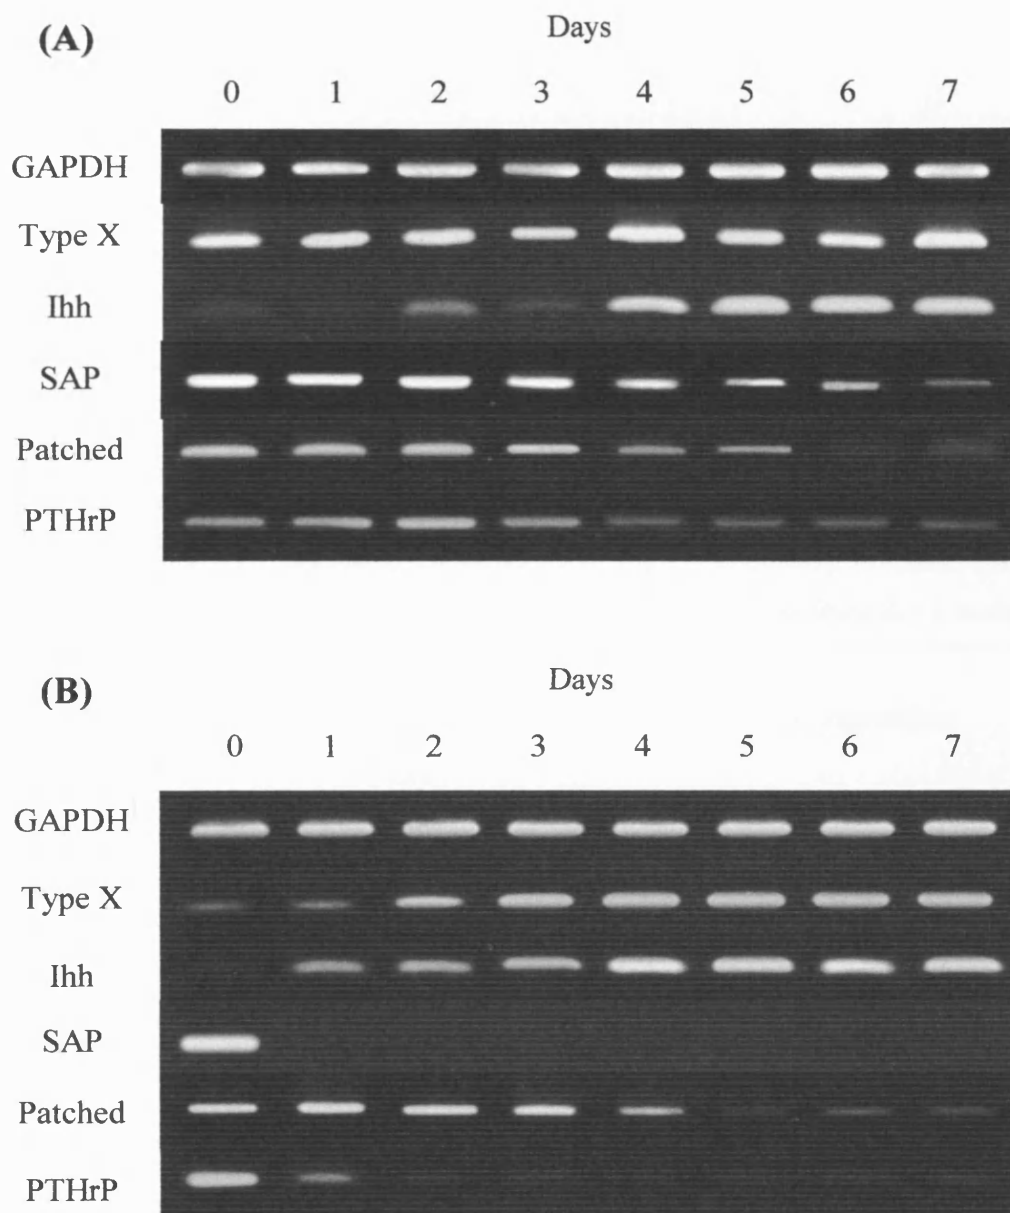 (A)
Days
0 1 2 3 4 5 6 7
GAPDH
Type X
Ihh
SAP
Patched
PTHrP
(B)
Days
0 1 2 3 4 5 6 7
GAPDH
Type X
Ihh
SAP
Patched
PTHrP